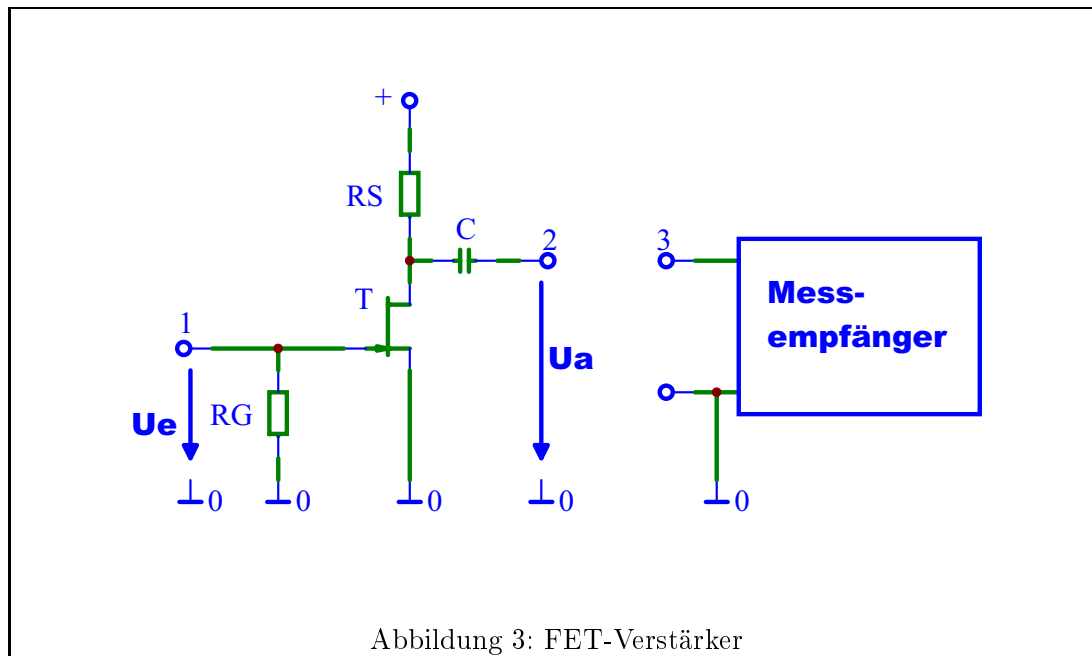 +
RS
C
2
3
T
Mess-
empfänger
1
Ua
Ue
RG
0
0
0
0
0
Abbildung 3: FET-Verstärker